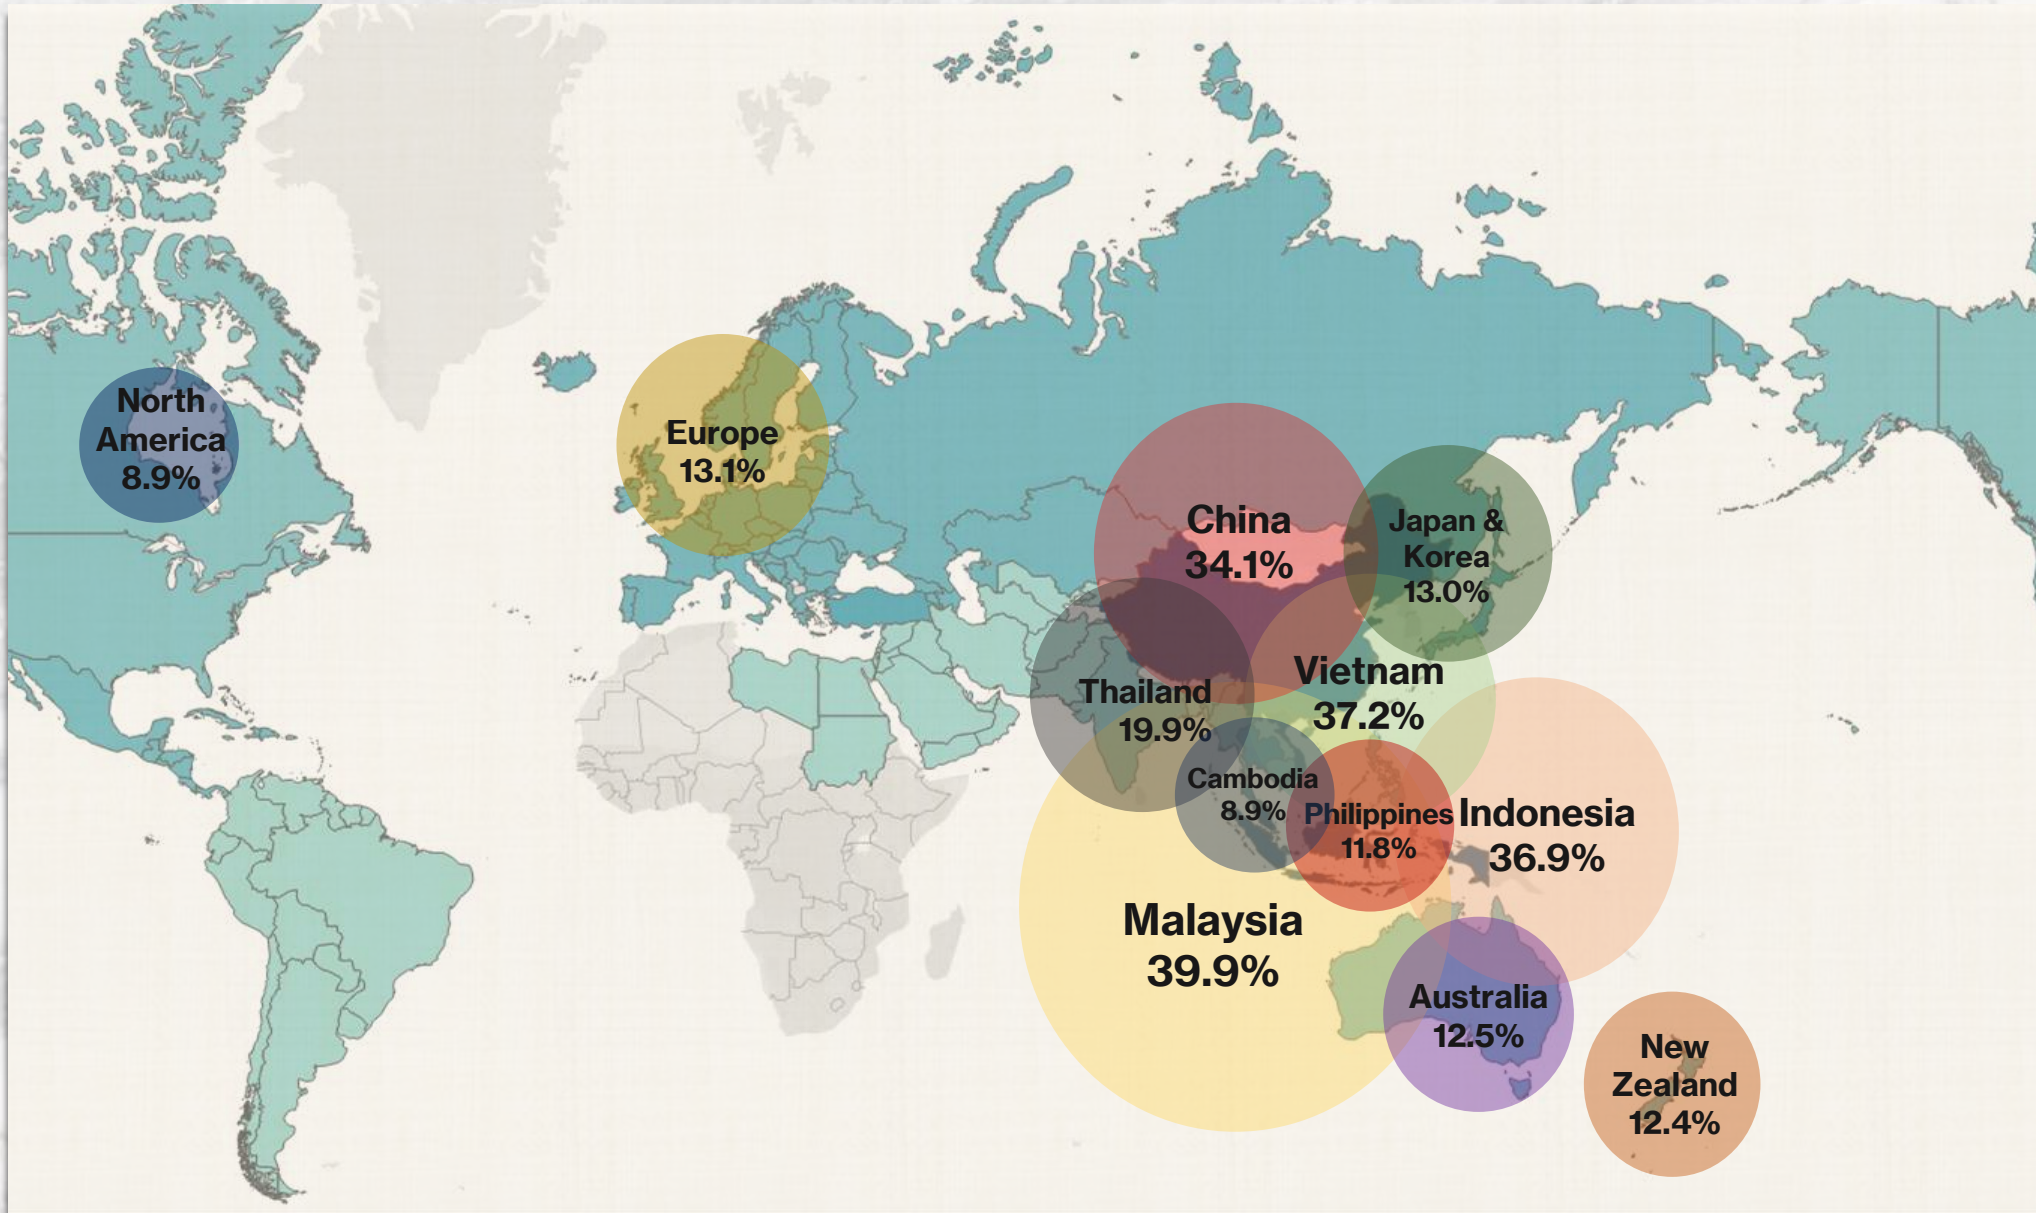 North
America
8.9%
Europe
13.1%
China
34.1%
Japan &
Korea
13.0%
Thailand
19.9%
Vietnam
37.2%
Cambodia
8.9%
Philippines
11.8%
Indonesia
36.9%
Malaysia
39.9%
Australia
12.5%
New
Zealand
12.4%